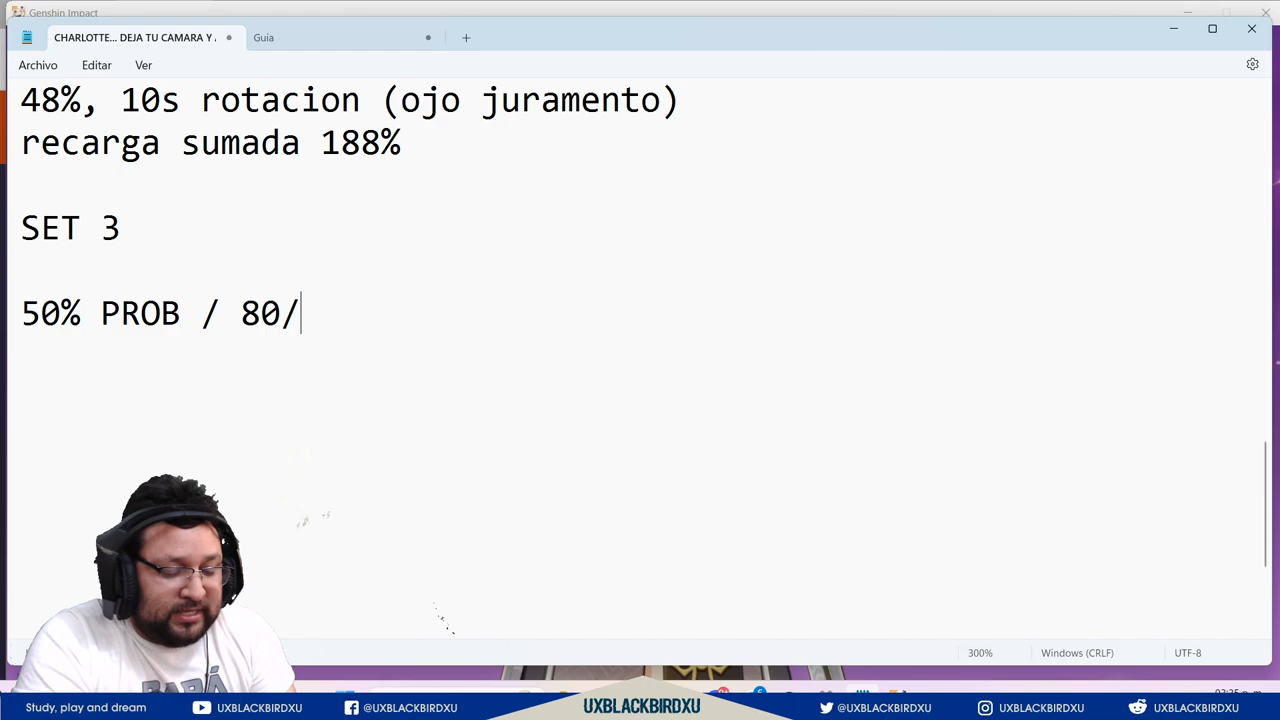 Genshin Impact
CHARLOTTE... DEJA TU CAMARA Y
Guía
Archivo Editar Ver
48%, 10s rotacion (ojo juramento)
recarga sumada 188%
SET 3
50% PROB / 80/
300% Windows (CRLF) UTF-8
Study, play and dream UXBLACKBIRDXU @UXBLACKBIRDXU UXBLACKBIRDXU @UXBLACKBIRDXU UXBLACKBIRDXU UXBLACKBIRDXU